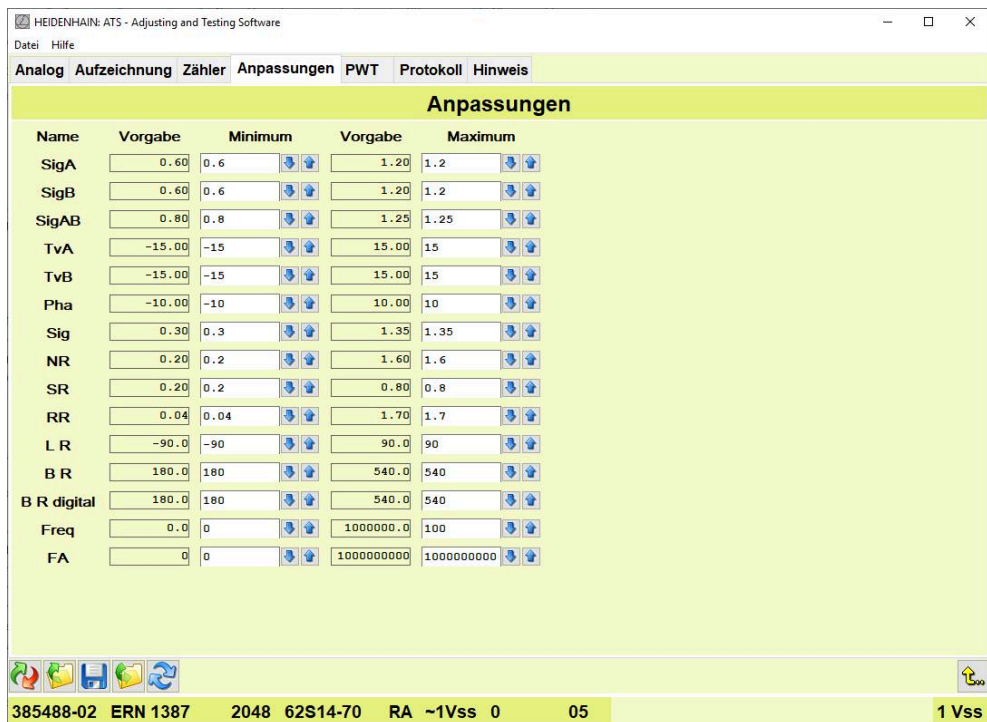 HEIDENHAIN: ATS - Adjusting and Testing Software
Datei Hilfe
Analog Aufzeichnung Zähler Anpassungen PWT Protokoll Hinweis
Anpassungen
Name Vorgabe Minimum Vorgabe Maximum
SigA 0.60 0.6 1.20 1.2
SigB 0.60 0.6 1.20 1.2
SigAB 0.80 0.8 1.25 1.25
TvA -15.00 -15 15.00 15
TvB -15.00 -15 15.00 15
Pha -10.00 -10 10.00 10
Sig 0.30 0.3 1.35 1.35
NR 0.20 0.2 1.60 1.6
SR 0.20 0.2 0.80 0.8
RR 0.04 0.04 1.70 1.7
L R -90.0 -90 90.0 90
B R 180.0 180 540.0 540
B R digital 180.0 180 540.0 540
Freq 0.0 0 1000000.0 100
FA 0 0 1000000000 1000000000
385488-02 ERN 1387 2048 62S14-70 RA ~1Vss 0 05 1 Vss